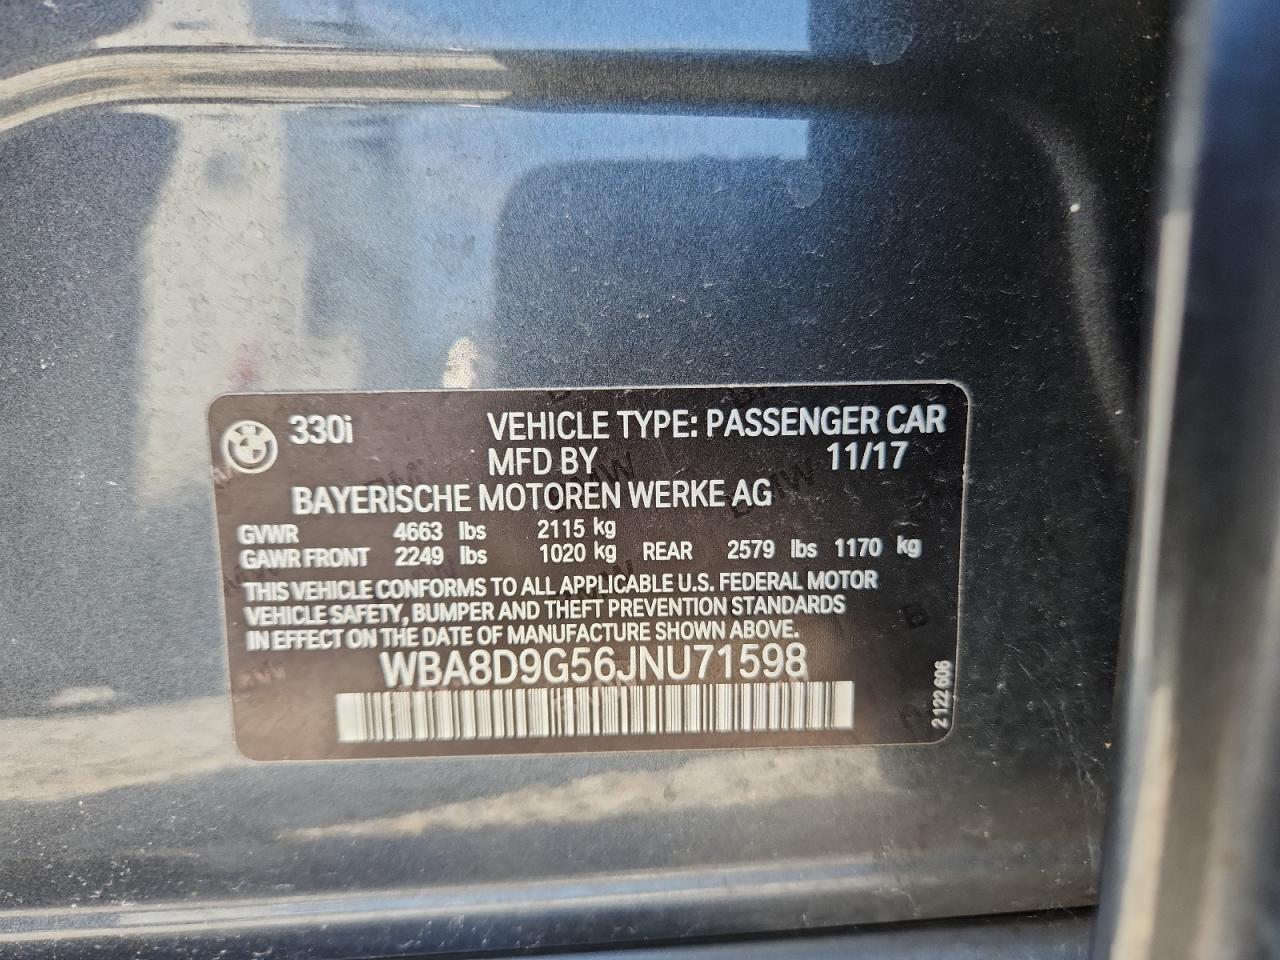 330i VEHICLE TYPE: PASSENGER CAR
MFD BY 11/17
BAYERISCHE MOTOREN WERKE AG
GVWR 4663 lbs 2115 kg
GAWR FRONT 2249 lbs 1020 kg REAR 2579 lbs 1170 kg
THIS VEHICLE CONFORMS TO ALL APPLICABLE U.S. FEDERAL MOTOR
VEHICLE SAFETY, BUMPER AND THEFT PREVENTION STANDARDS
IN EFFECT ON THE DATE OF MANUFACTURE SHOWN ABOVE.
WBA8D9G56JNU71598
2 122 606